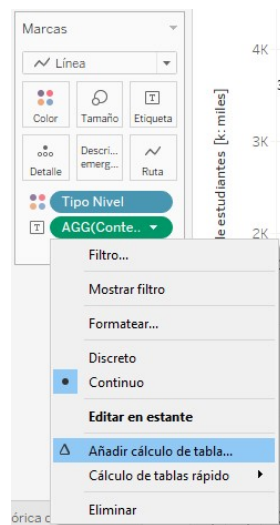 Marcas
Línea
Color
Tamaño
T
Etiqueta
Detalle
Descri...
emerg...
Ruta
Tipo Nivel
T
AGG(Conte..
Filtro...
Mostrar filtro
Formatear...
Discreto
Continuo
Editar en estante
Añadir cálculo de tabla...
Cálculo de tablas rápido
Eliminar
4K
3K
2K
de estudiantes [k: miles]
órica